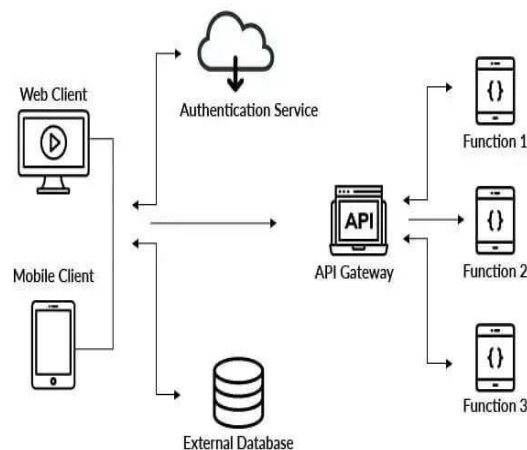 Web Client
Authentication Service
Mobile Client
External Database
API
API Gateway
{}
Function 1
{}
Function 2
{}
Function 3